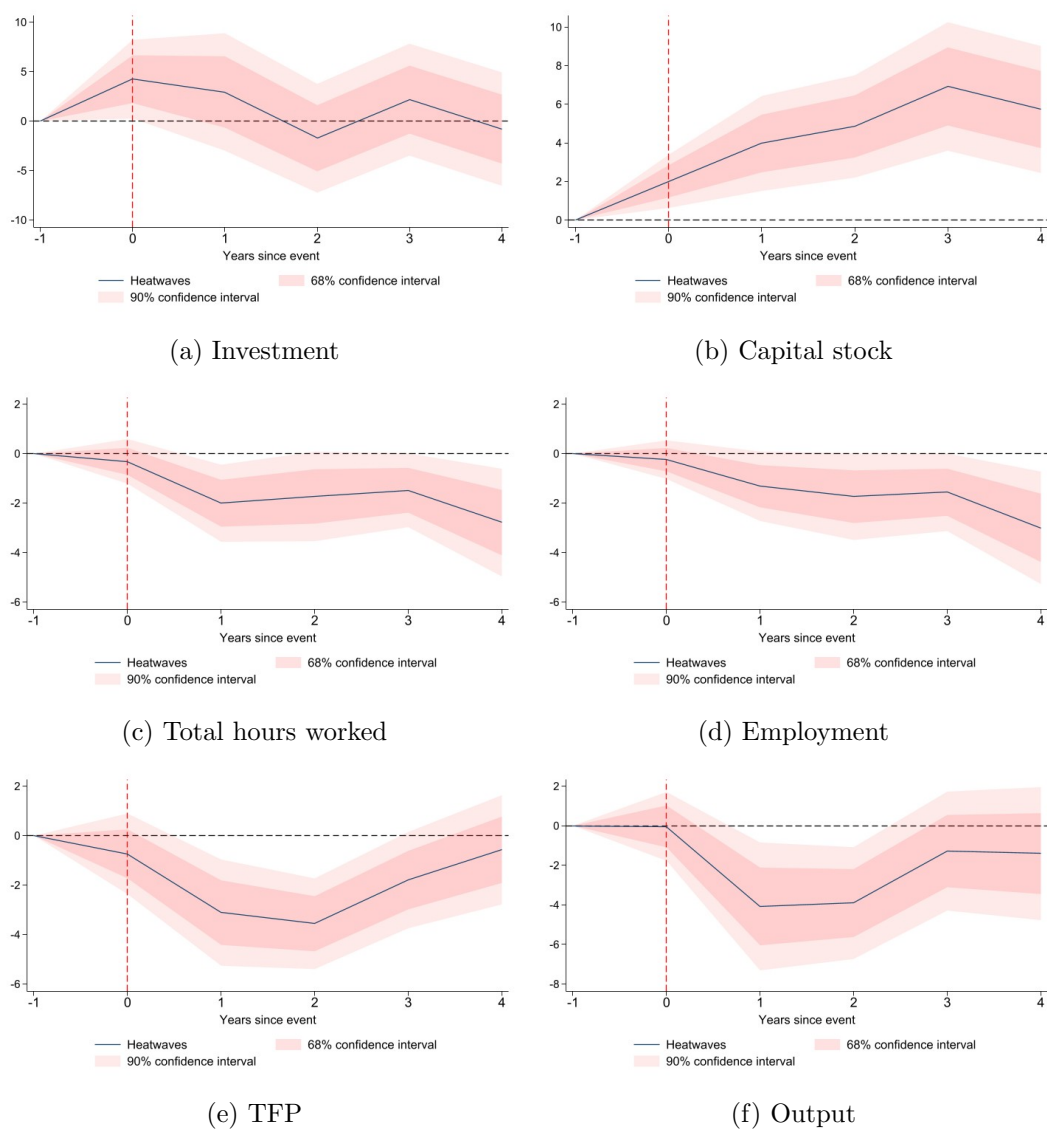 10
5
0
-5
-10
-1 0 1 2 3 4
Years since event
Heatwaves 68% confidence interval
90% confidence interval
(a) Investment
10
8
6
4
2
0
-1 0 1 2 3 4
Years since event
Heatwaves 68% confidence interval
90% confidence interval
(b) Capital stock
2
0
-2
-4
-6
-1 0 1 2 3 4
Years since event
Heatwaves 68% confidence interval
90% confidence interval
(c) Total hours worked
2
0
-2
-4
-6
-1 0 1 2 3 4
Years since event
Heatwaves 68% confidence interval
90% confidence interval
(d) Employment
2
0
-2
-4
-6
-1 0 1 2 3 4
Years since event
Heatwaves 68% confidence interval
90% confidence interval
(e) TFP
2
0
-2
-4
-6
-8
-1 0 1 2 3 4
Years since event
Heatwaves 68% confidence interval
90% confidence interval
(f) Output